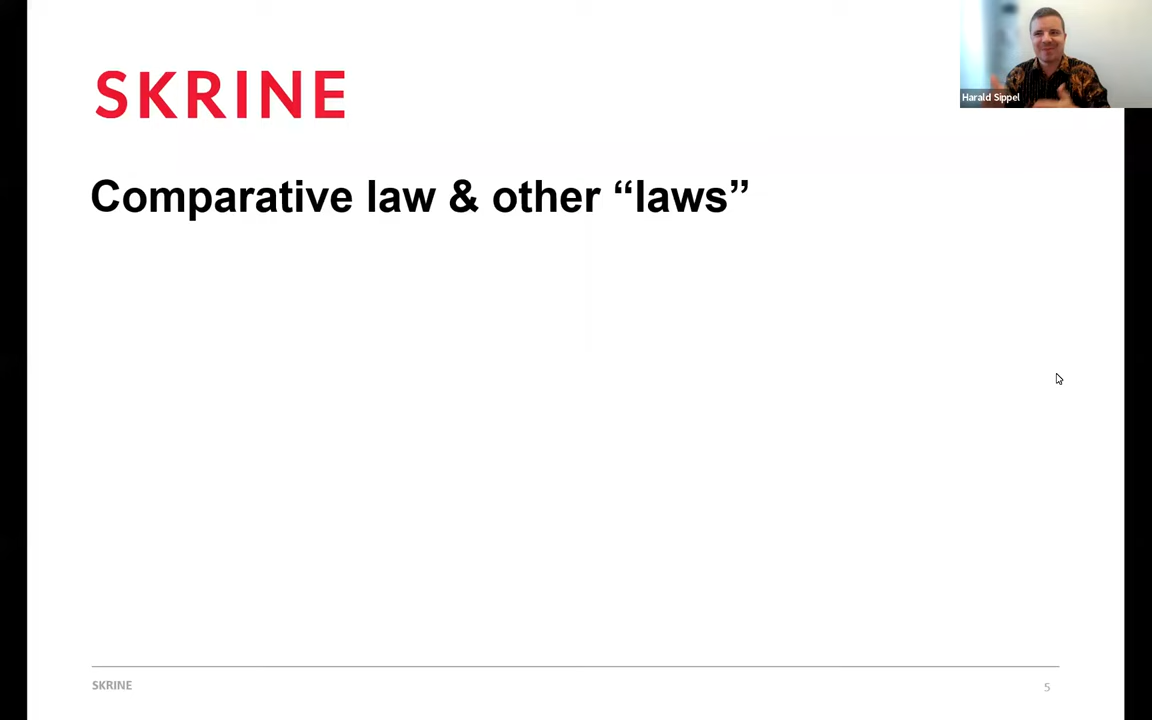 SKRINE
Harald Sippel
Comparative law & other “laws”
SKRINE
5